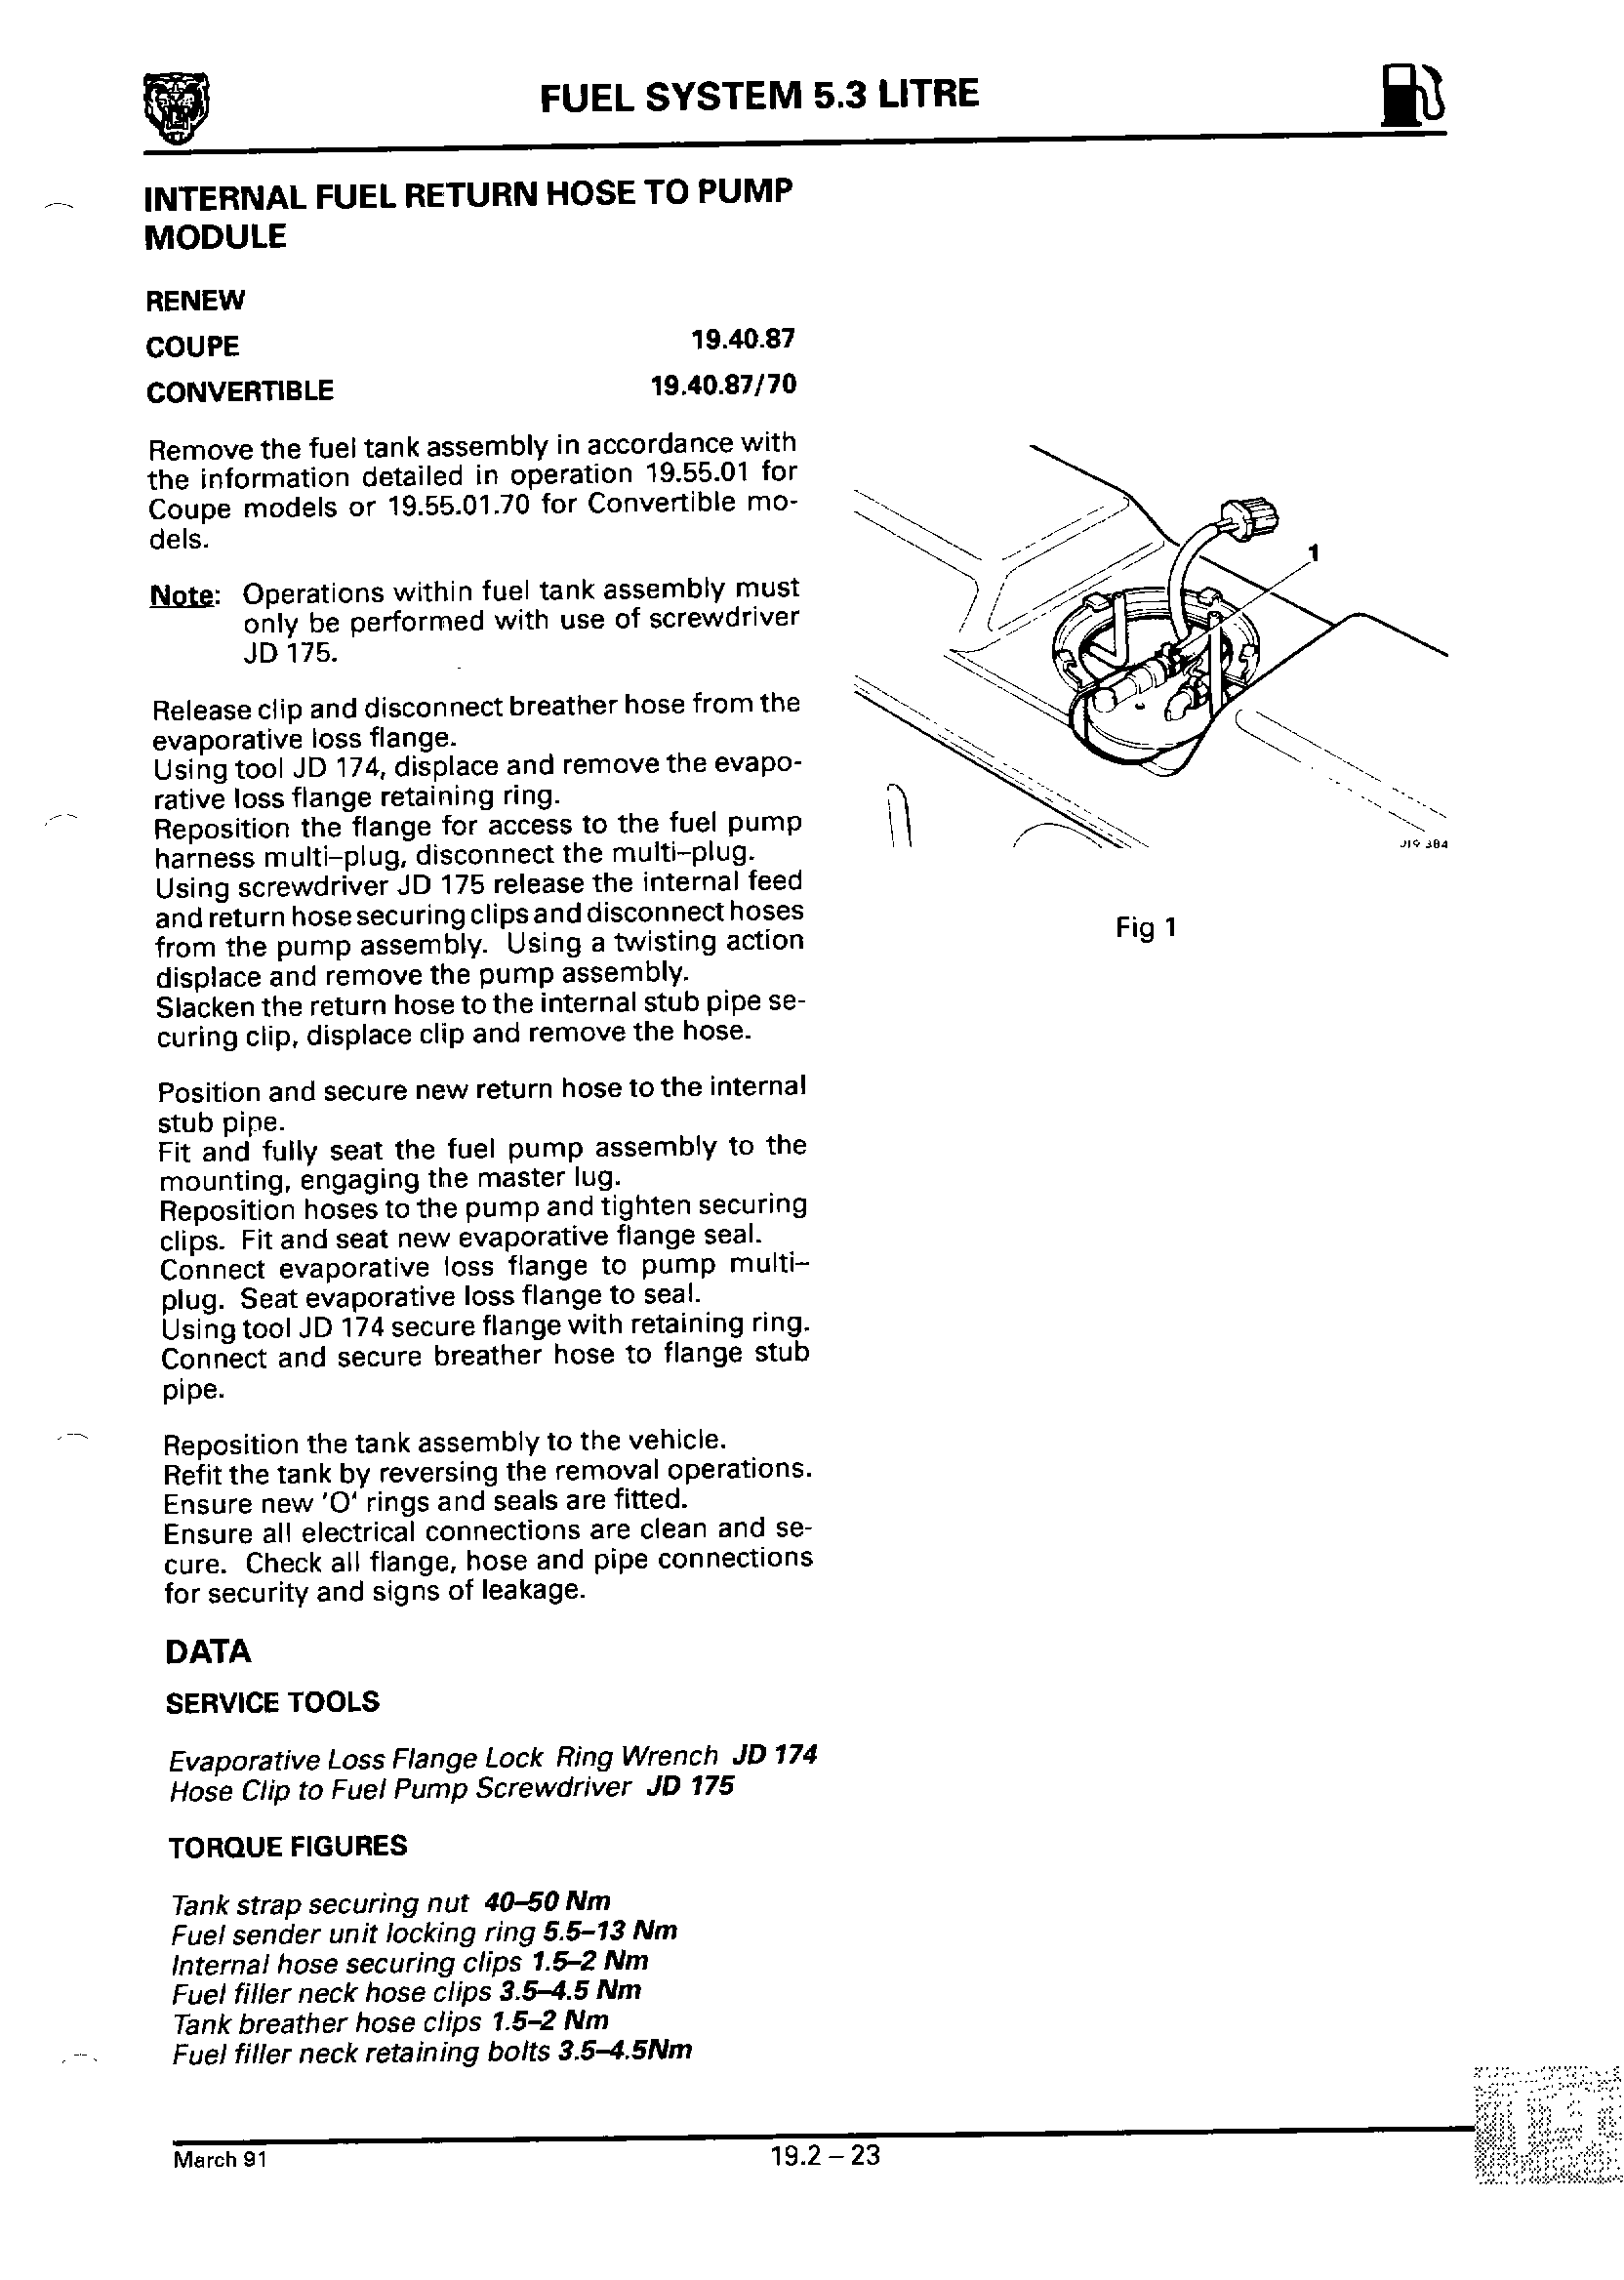 FUEL SYSTEM 5.3 LITRE
INTERNAL FUEL RETURN HOSE TO PUMP
MODULE
RENEW
COUPE 19.40.87
CONVERTIBLE 19.40.87/70
Remove the fuel tank assembly in accordance with
the information detailed in operation 19.55.01 for
Coupe models or 19.55.01.70 for Convertible mo-
dels.
Note: Operations within fuel tank assembly must
only be performed with use of screwdriver
JD 175.
Release clip and disconnect breather hose from the
evaporative loss flange.
Using tool JD 174, displace and remove the evapo-
rative loss flange retaining ring.
Reposition the flange for access to the fuel pump
harness multi-plug, disconnect the multi-plug.
Using screwdriver JD 175 release the internal feed
and return hose securing clips and disconnect hoses
from the pump assembly. Using a twisting action
displace and remove the pump assembly.
Slacken the return hose to the internal stub pipe se-
curing clip, displace clip and remove the hose.
Position and secure new return hose to the internal
stub pipe.
Fit and fully seat the fuel pump assembly to the
mounting, engaging the master lug.
Reposition hoses to the pump and tighten securing
clips. Fit and seat new evaporative flange seal.
Connect evaporative loss flange to pump multi-
plug. Seat evaporative loss flange to seal.
Using tool JD 174 secure flange with retaining ring.
Connect and secure breather hose to flange stub
pipe.
Reposition the tank assembly to the vehicle.
Refit the tank by reversing the removal operations.
Ensure new 'O' rings and seals are fitted.
Ensure all electrical connections are clean and se-
cure. Check all flange, hose and pipe connections
for security and signs of leakage.
DATA
SERVICE TOOLS
Evaporative Loss Flange Lock Ring Wrench JD 174
Hose Clip to Fuel Pump Screwdriver JD 175
TORQUE FIGURES
Tank strap securing nut 40–50 Nm
Fuel sender unit locking ring 5.5–13 Nm
Internal hose securing clips 1.5–2 Nm
Fuel filler neck hose clips 3.5–4.5 Nm
Tank breather hose clips 1.5–2 Nm
Fuel filler neck retaining bolts 3.5–4.5Nm
1
J19 384
Fig 1
March 91
19.2 – 23